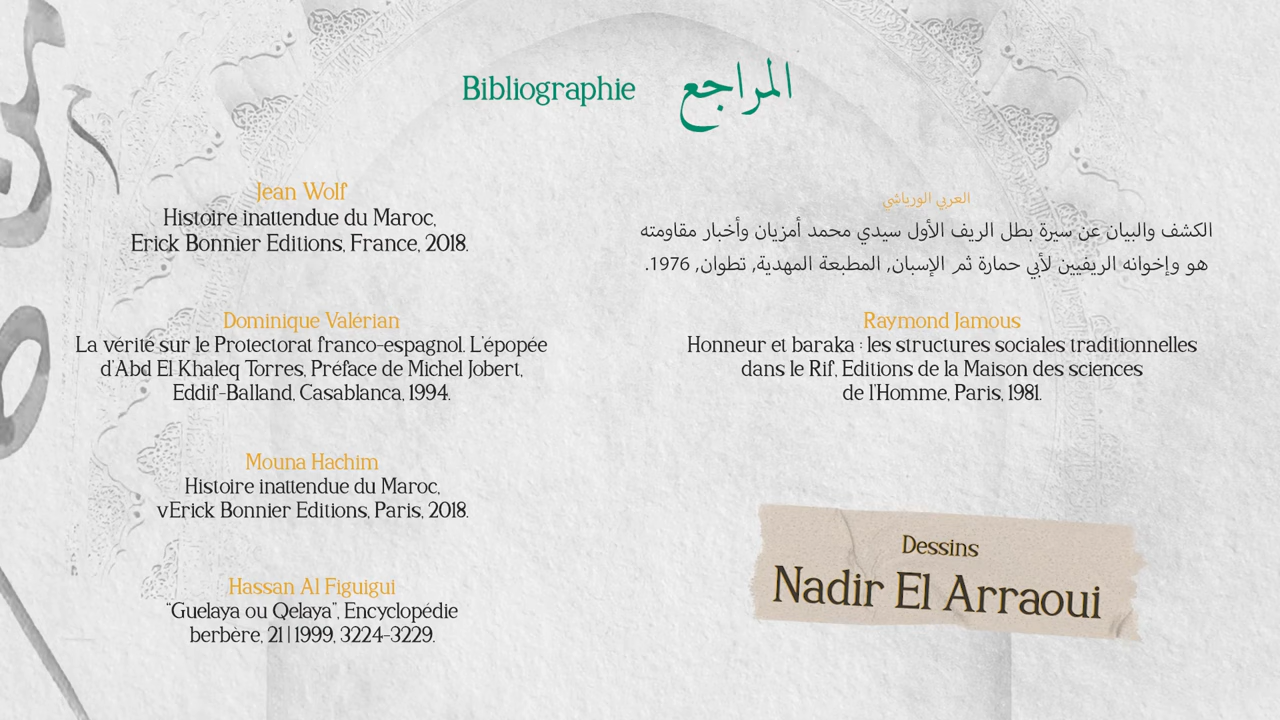 Bibliographie
المراجع
Jean Wolf
Histoire inattendue du Maroc,
Erick Bonnier Editions, France, 2018.
Dominique Valérian
La vérité sur le Protectorat franco-espagnol. L'épopée
d'Abd El Khaleq Torres, Préface de Michel Jobert,
Eddif-Balland, Casablanca, 1994.
Mouna Hachim
Histoire inattendue du Maroc,
vErick Bonnier Editions, Paris, 2018.
Hassan Al Figuigui
"Guelaya ou Qelaya", Encyclopédie
berbère, 21 | 1999, 3224-3229.
العربي الورياشي
الكشف والبيان عن سيرة بطل الريف الأول سيدي محمد أمزيان وأخبار مقاومته
هو وإخوانه الريفيين لأبي حمارة ثم الإسبان, المطبعة المهدية, تطوان, 1976.
Raymond Jamous
Honneur et baraka : les structures sociales traditionnelles
dans le Rif, Editions de la Maison des sciences
de l'Homme, Paris, 1981.
Dessins
Nadir El Arraoui